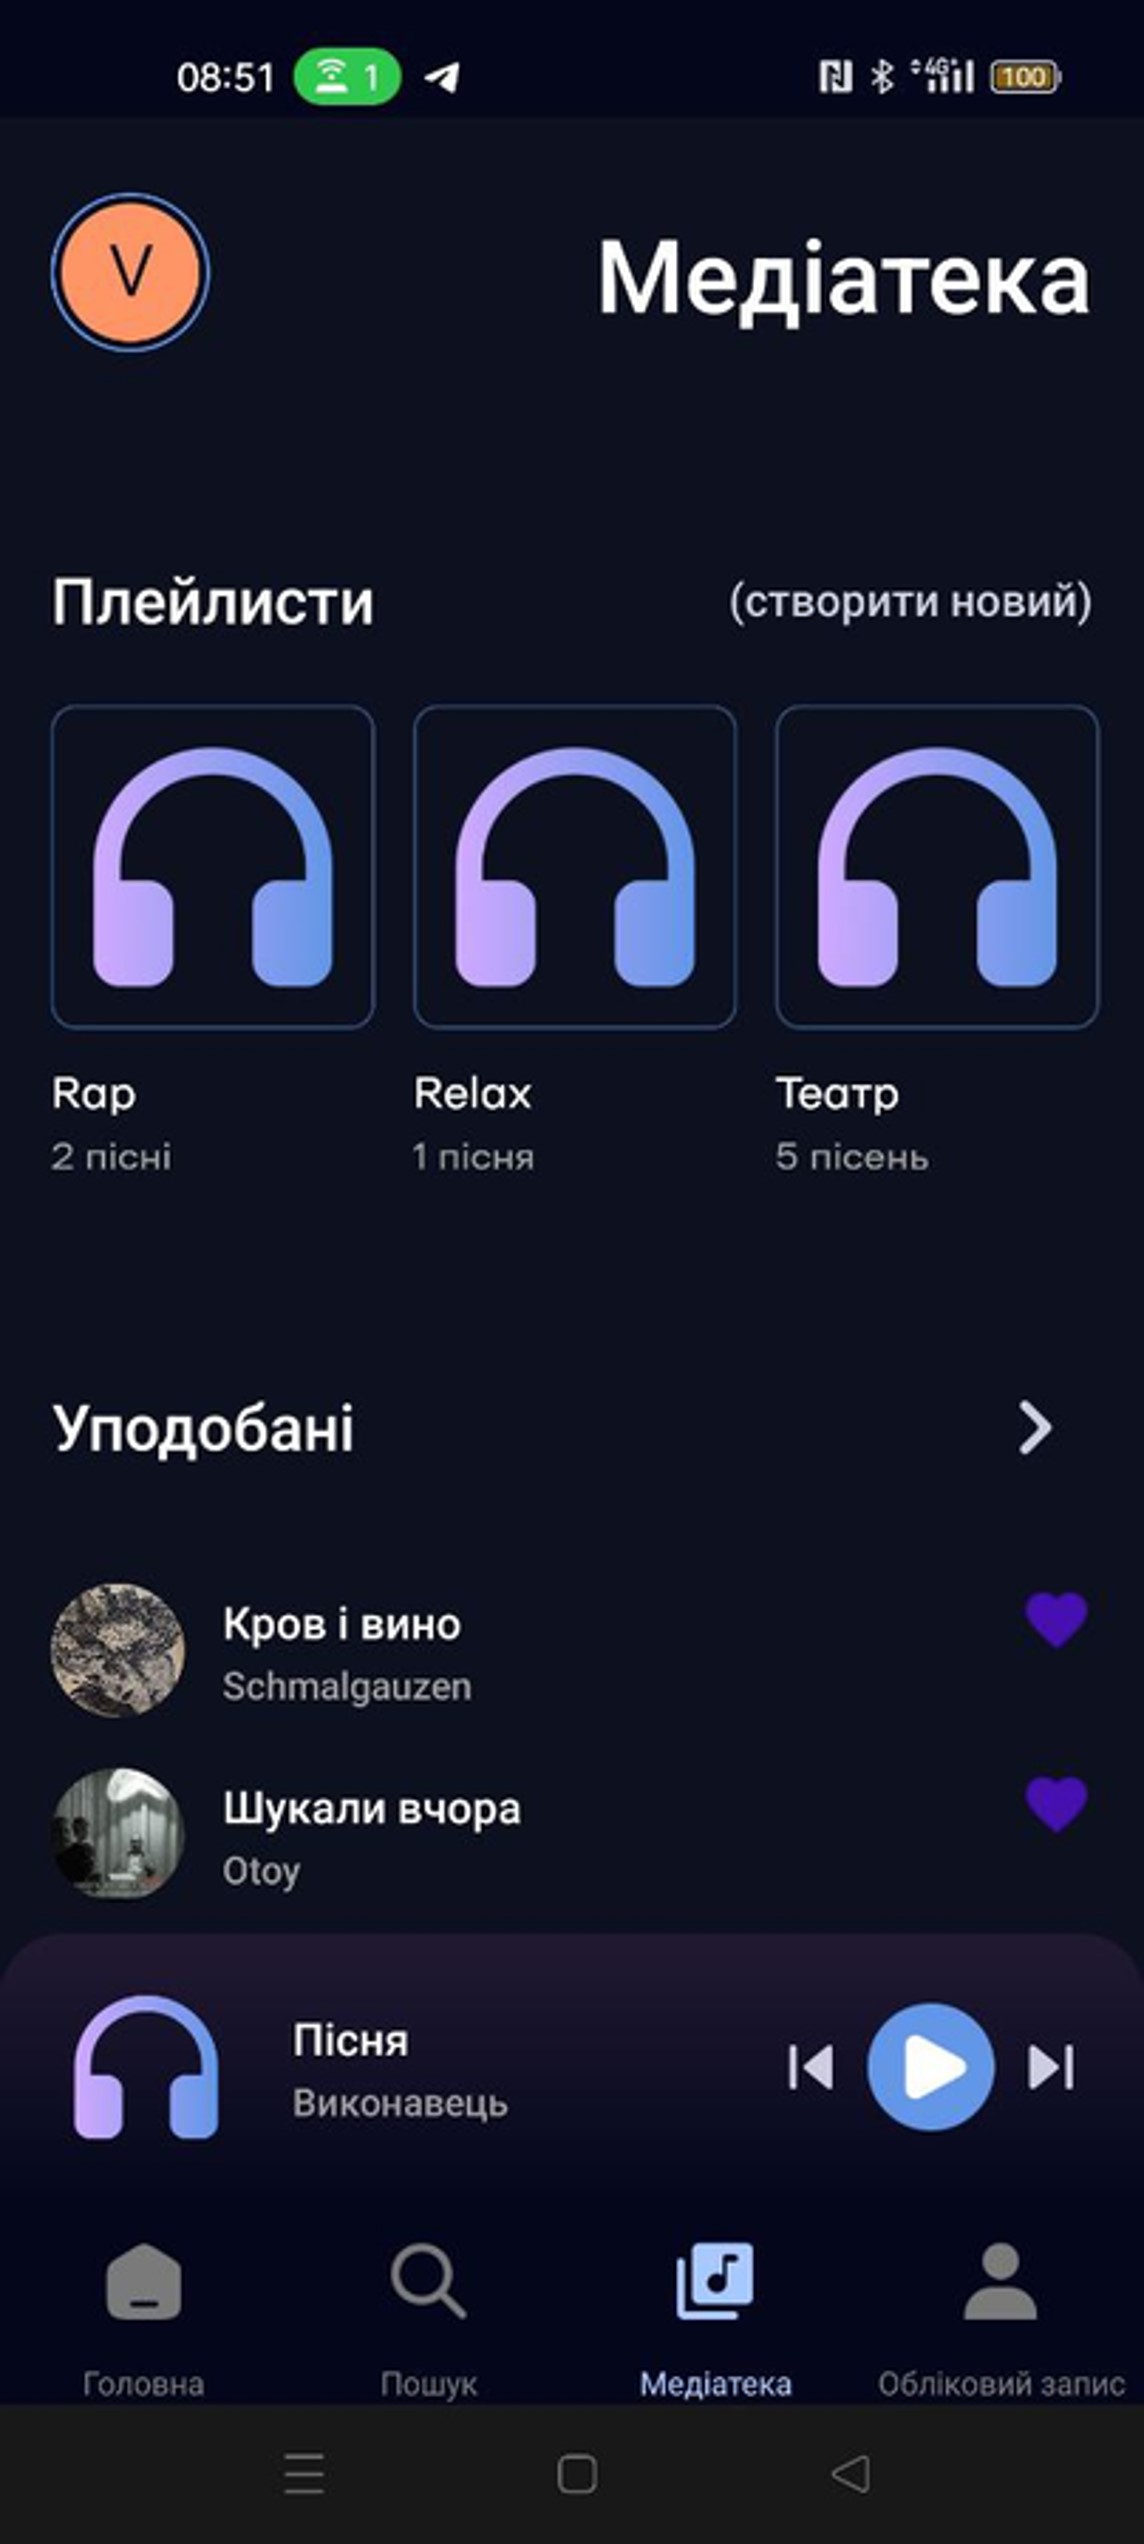 08:51 1 4G+ 100
V Медіатека
Плейлисти (створити новий)
Rap Relax Театр
2 пісні 1 пісня 5 пісень
Уподобані
Кров і вино
Schmalgauzen
Шукали вчора
Otoy
Пісня
Виконавець
Головна Пошук Медіатека Обліковий запис